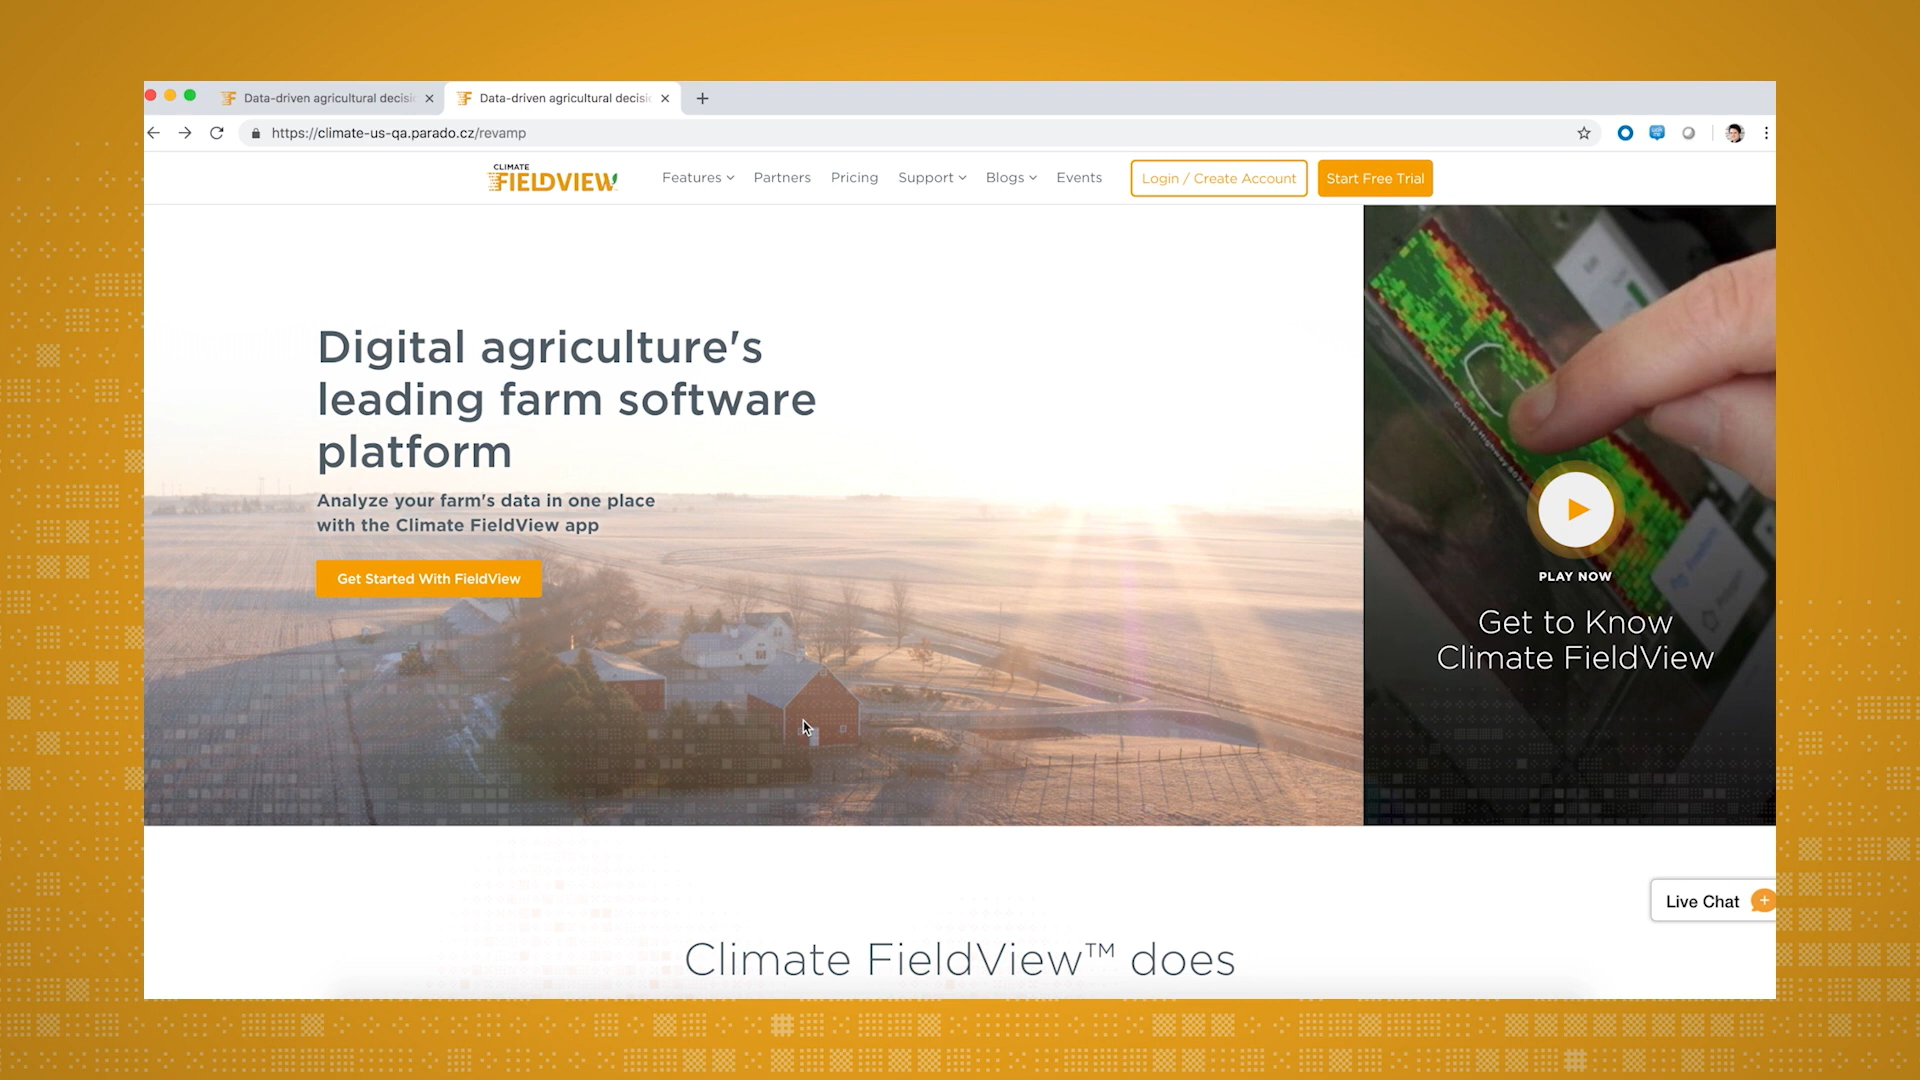 Data-driven agricultural decisi
Data-driven agricultural decisi
https://climate-us-qa.parado.cz/revamp
CLIMATE
FIELDVIEW
Features
Partners
Pricing
Support
Blogs
Events
Login / Create Account
Start Free Trial
Digital agriculture's
leading farm software
platform
Analyze your farm's data in one place
with the Climate FieldView app
Get Started With FieldView
PLAY NOW
Get to Know
Climate FieldView
Live Chat
Climate FieldView™ does